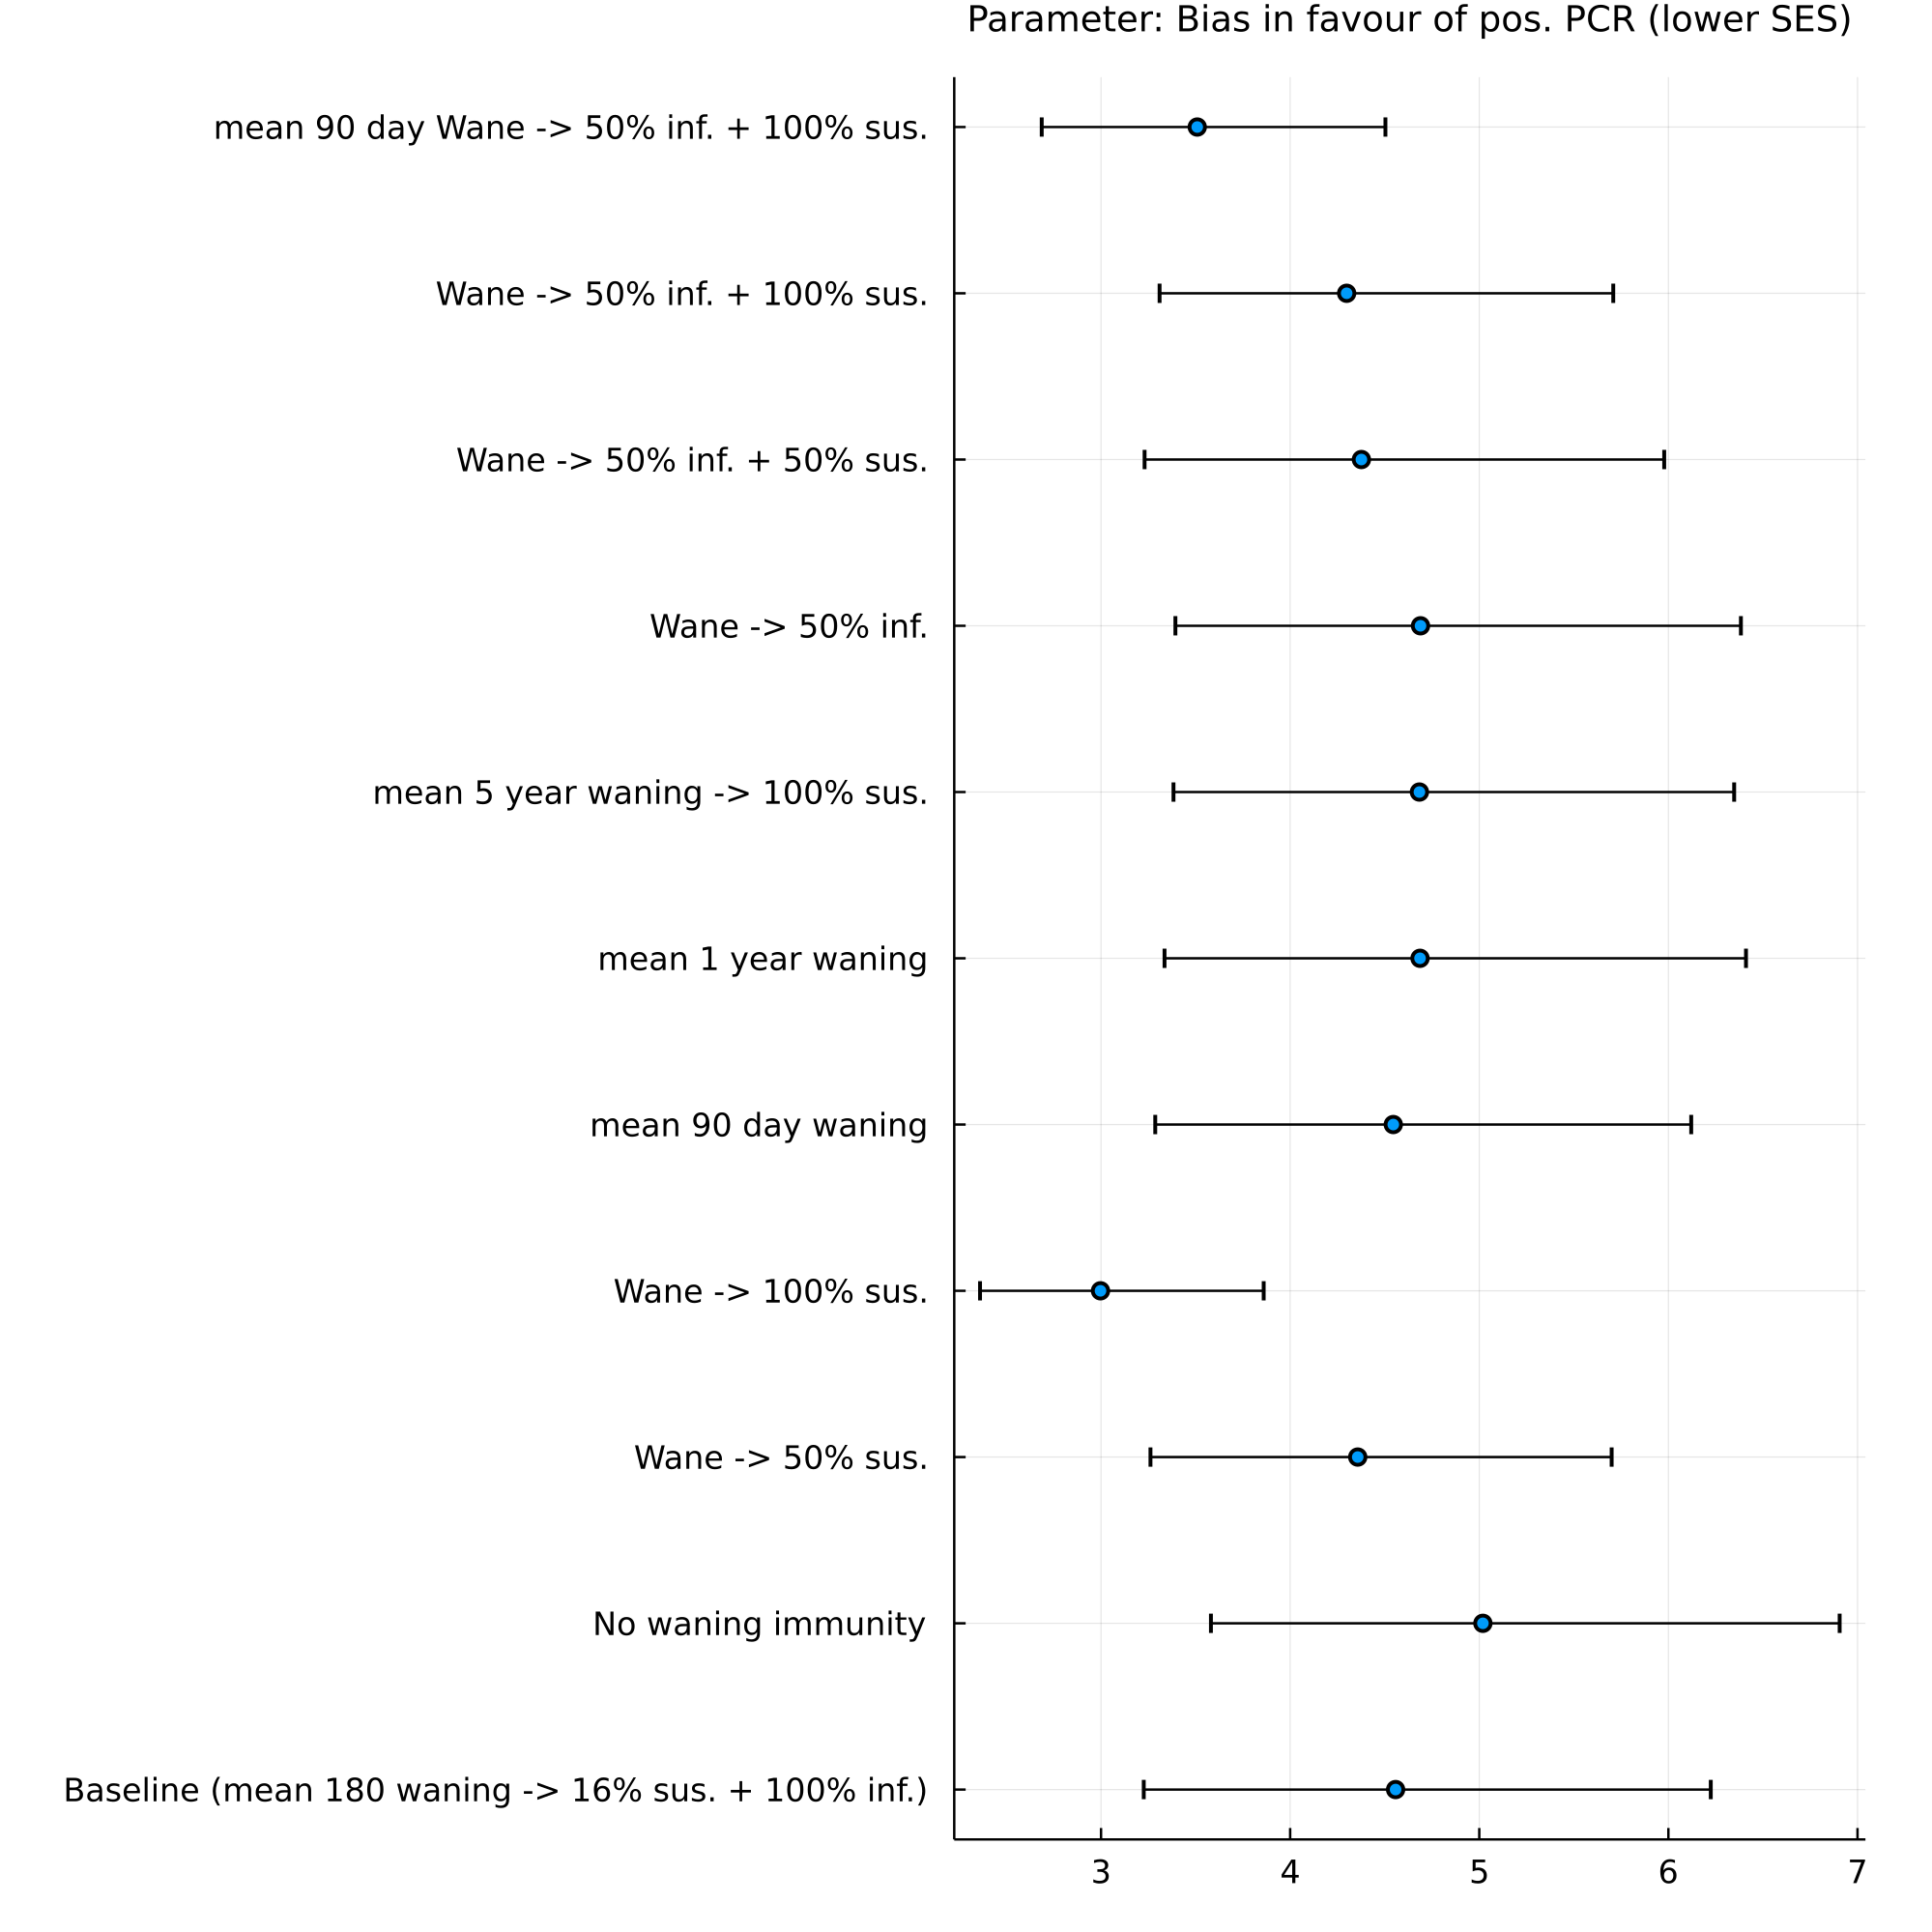 Parameter: Bias in favour of pos. PCR (lower SES)
mean 90 day Wane -> 50% inf. + 100% sus.
Wane -> 50% inf. + 100% sus.
Wane -> 50% inf. + 50% sus.
Wane -> 50% inf.
mean 5 year waning -> 100% sus.
mean 1 year waning
mean 90 day waning
Wane -> 100% sus.
Wane -> 50% sus.
No waning immunity
Baseline (mean 180 waning -> 16% sus. + 100% inf.)
3 4 5 6 7